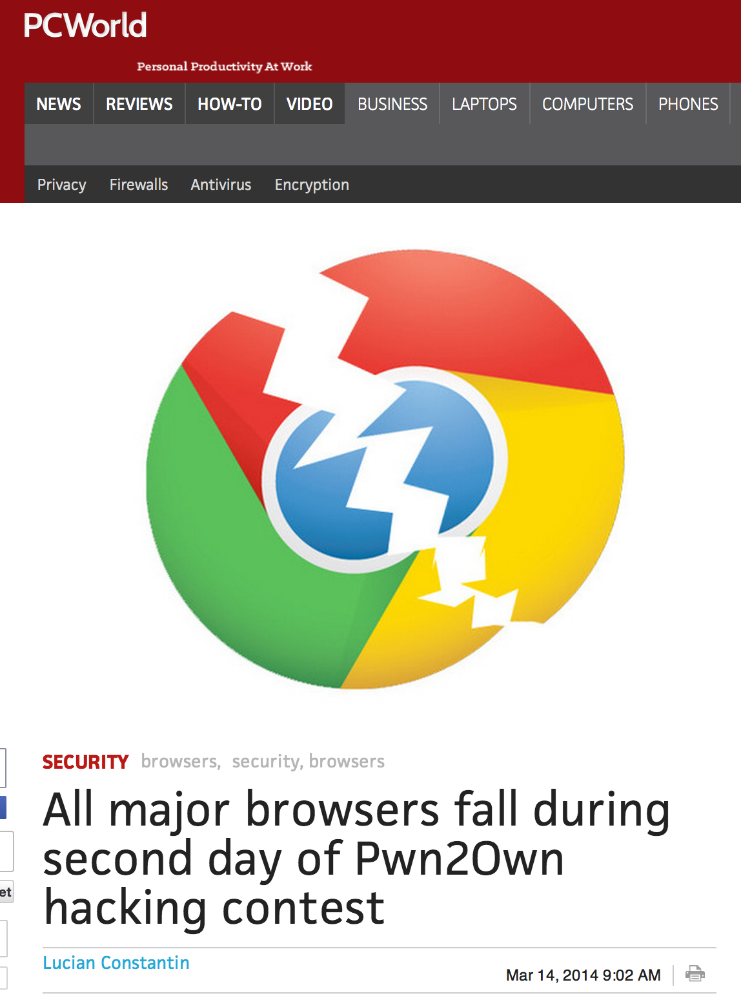 PCWorld
Personal Productivity At Work
NEWS REVIEWS HOW-TO VIDEO BUSINESS LAPTOPS COMPUTERS PHONES
Privacy Firewalls Antivirus Encryption
SECURITY browsers, security, browsers
All major browsers fall during
second day of Pwn2Own
hacking contest
et
Lucian Constantin
Mar 14, 2014 9:02 AM